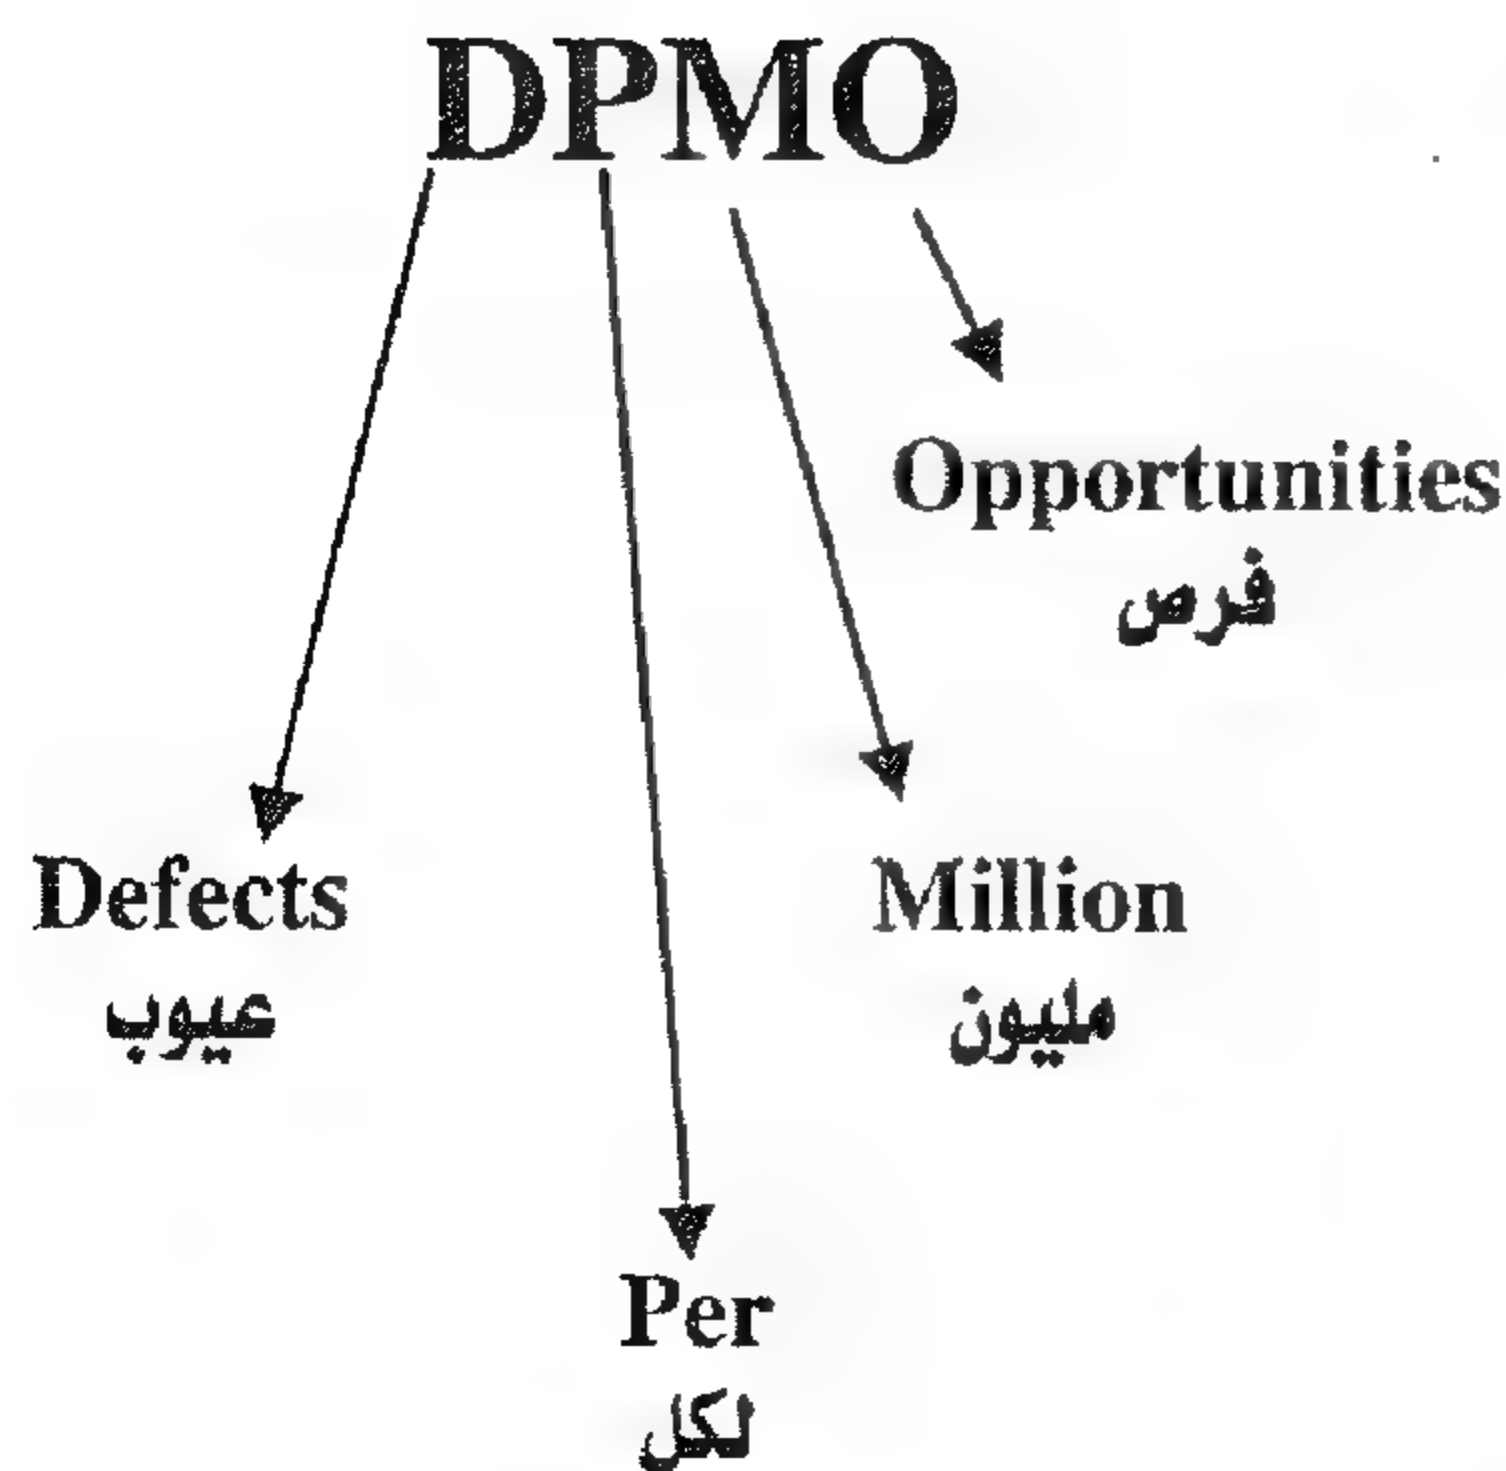 DPMO
Opportunities
فرص
Defects
عيوب
Million
مليون
Per
لكل